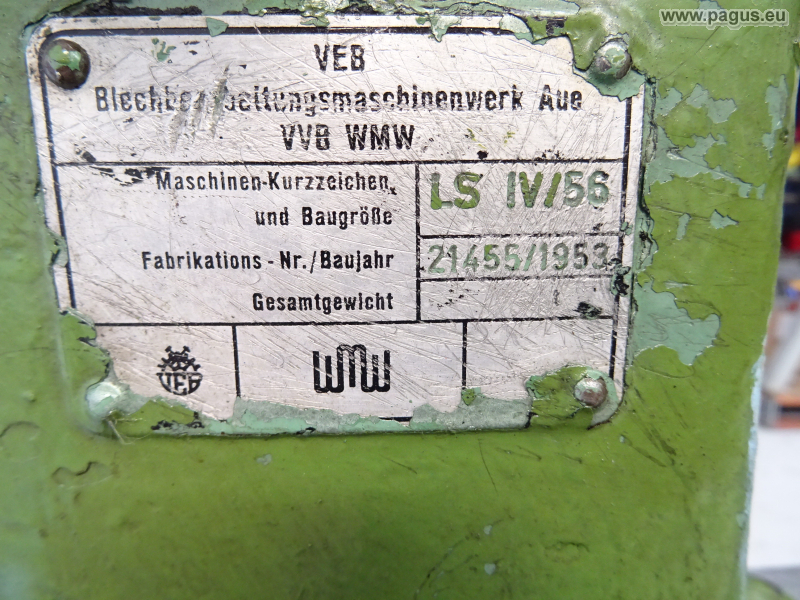 www.pagus.eu
VEB
Blechbearbeitungsmaschinenwerk Aue
VVB WMW
Maschinen-Kurzzeichen
und Baugröße
LS IV/56
Fabrikations - Nr./Baujahr
21455/1953
Gesamtgewicht
VEB
WMW